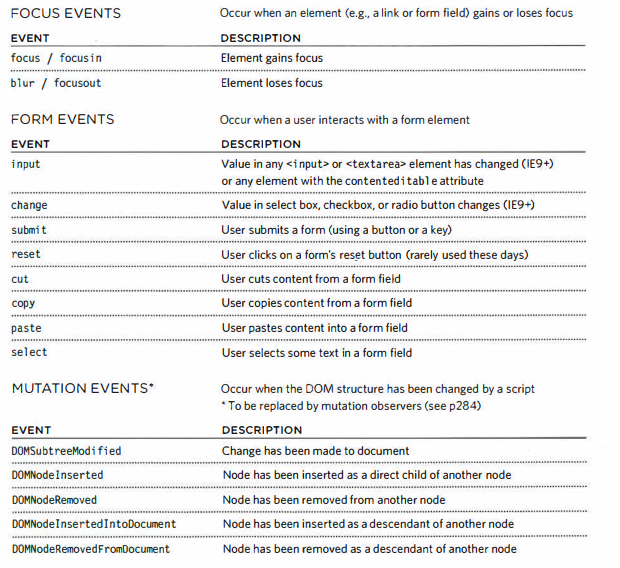 FOCUS EVENTS Occur when an element (e.g., a link or form field) gains or loses focus
EVENT DESCRIPTION
focus / focusin Element gains focus
blur / focusout Element loses focus
FORM EVENTS Occur when a user interacts with a form element
EVENT DESCRIPTION
input Value in any <input> or <textarea> element has changed (IE9+)
or any element with the contenteditable attribute
change Value in select box, checkbox, or radio button changes (IE9+)
submit User submits a form (using a button or a key)
reset User clicks on a form's reset button (rarely used these days)
cut User cuts content from a form field
copy User copies content from a form field
paste User pastes content into a form field
select User selects some text in a form field
MUTATION EVENTS* Occur when the DOM structure has been changed by a script
* To be replaced by mutation observers (see p284)
EVENT DESCRIPTION
DOMSubtreeModified Change has been made to document
DOMNodeInserted Node has been inserted as a direct child of another node
DOMNodeRemoved Node has been removed from another node
DOMNodeInsertedIntoDocument Node has been inserted as a descendant of another node
DOMNodeRemovedFromDocument Node has been removed as a descendant of another node